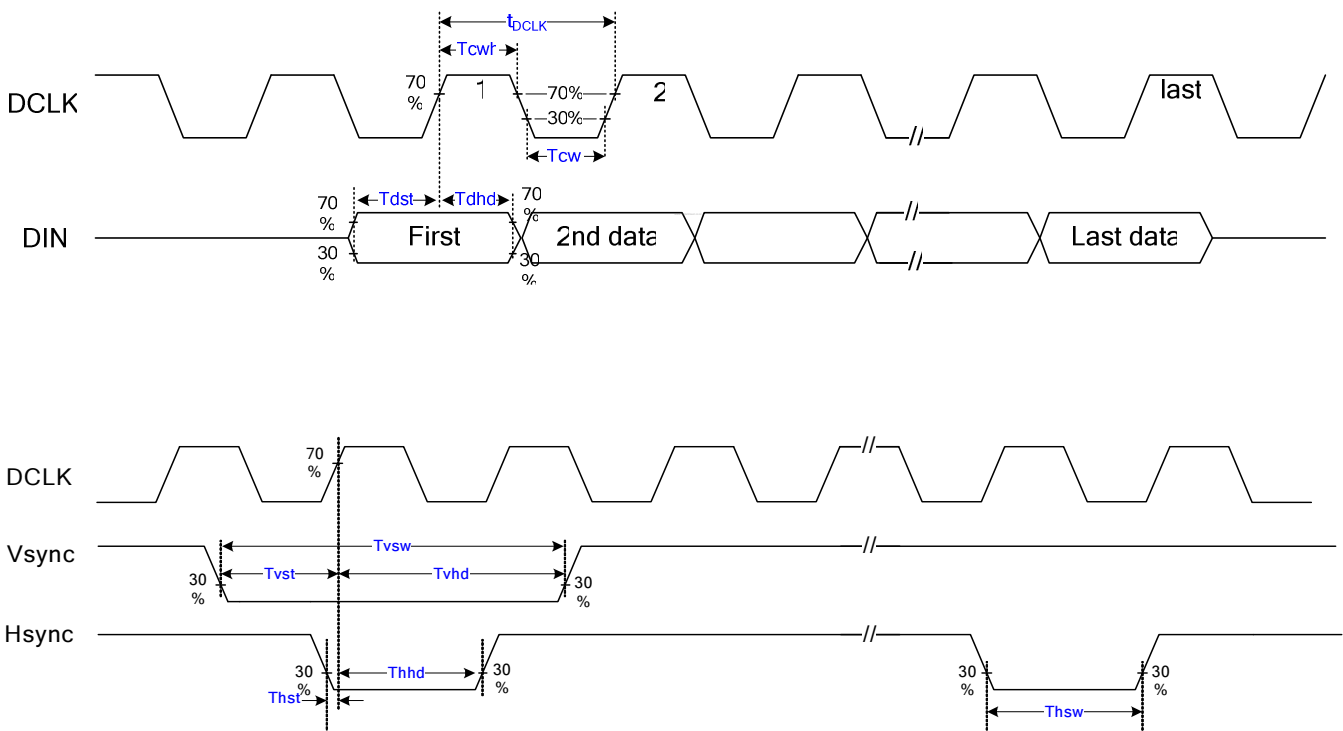 tDCLK
Tcwh
70
%
1
70%
2
last
DCLK
30%
Tcw
70
%
Tdst
Tdhd
70
%
DIN
First
2nd data
Last data
30
%
30
%
70
%
DCLK
Tvsw
Vsync
Tvst
Tvhd
30
%
30
%
Hsync
30
%
Thhd
30
%
30
%
30
%
Thst
Thsw